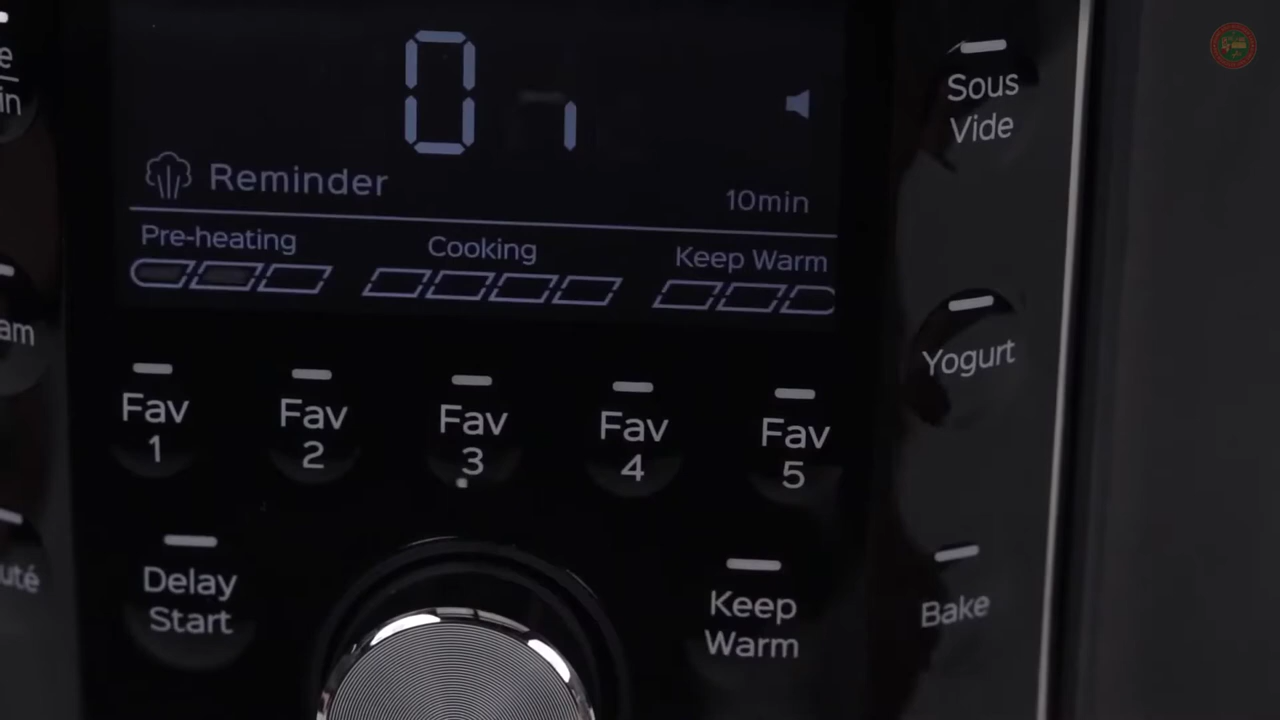 On
Reminder
10min
Pre-heating
Cooking
Keep Warm
Sous
Vide
Yogurt
Fav
1
Fav
2
Fav
3
Fav
4
Fav
5
Delay
Start
Keep
Warm
Bake